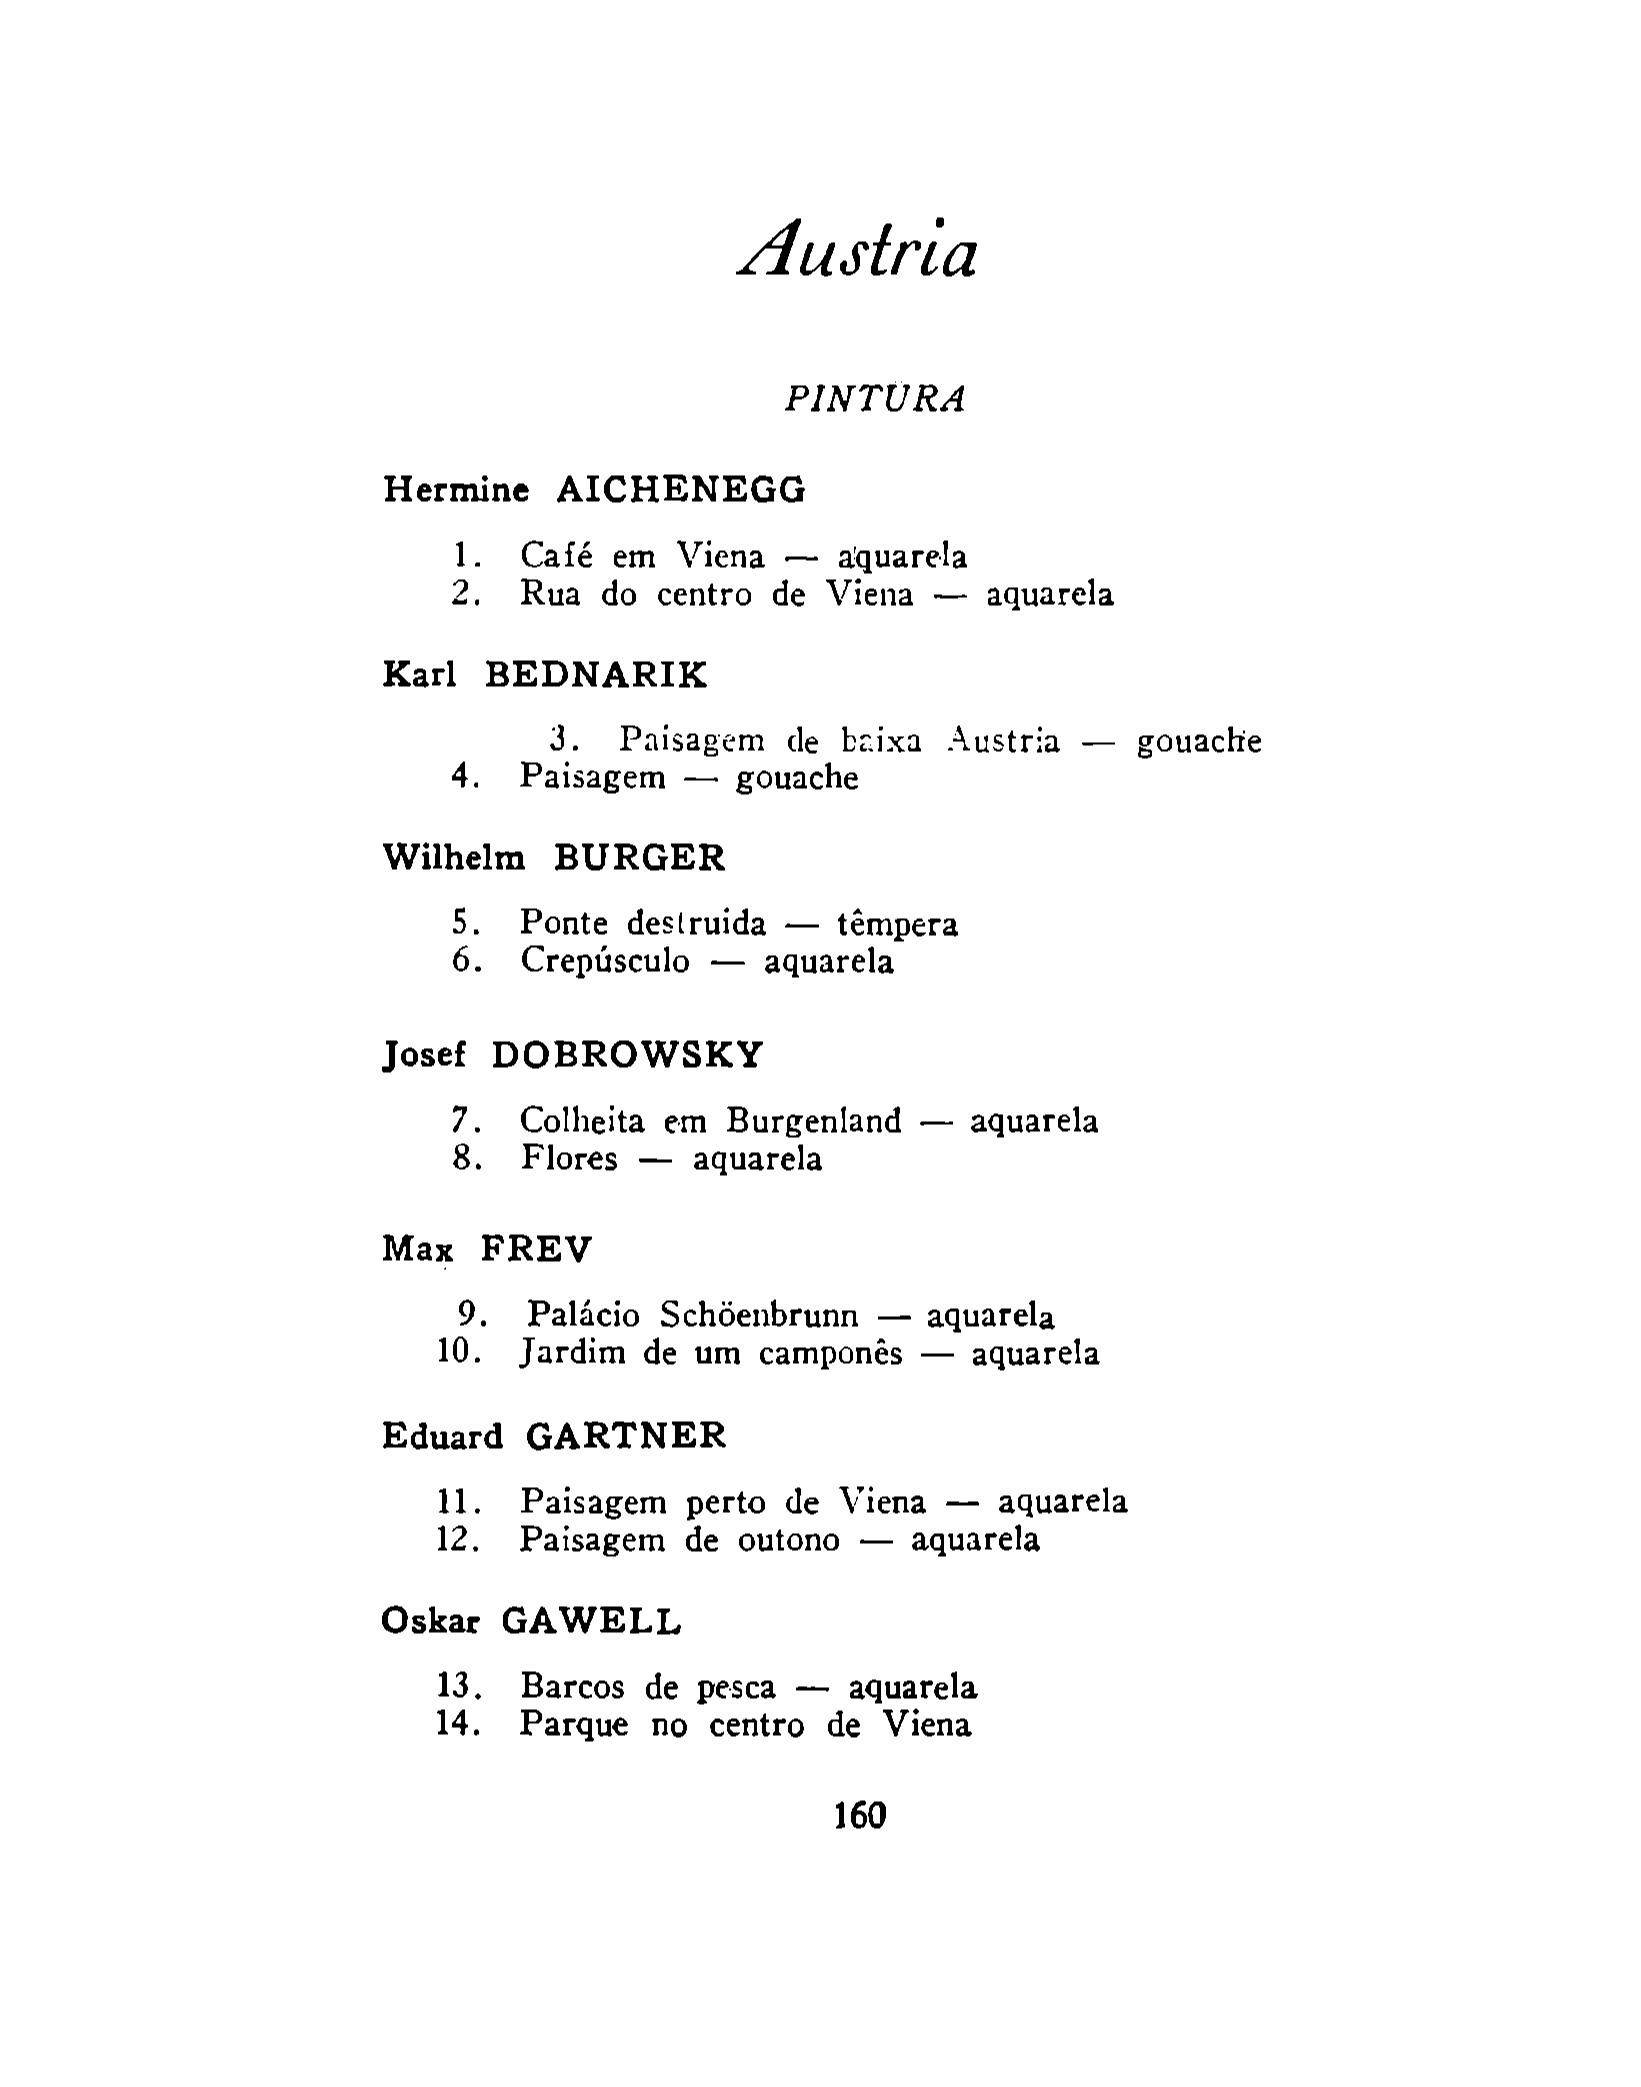 Austria
PINTURA
Hermine AICHENEGG
1. Café em Viena — aquarela
2. Rua do centro de Viena — aquarela
Karl BEDNARIK
3. Paisagem de baixa Austria — gouache
4. Paisagem — gouache
Wilhelm BURGER
5. Ponte destruida — têmpera
6. Crepúsculo — aquarela
Josef DOBROWSKY
7. Colheita em Burgenland — aquarela
8. Flores — aquarela
Max FREV
9. Palácio Schöenbrunn — aquarela
10. Jardim de um camponês — aquarela
Eduard GARTNER
11. Paisagem perto de Viena — aquarela
12. Paisagem de outono — aquarela
Oskar GAWELL
13. Barcos de pesca — aquarela
14. Parque no centro de Viena
160